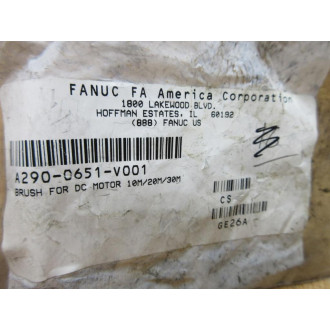 FANUC FA America Corporation
1800 LAKEWOOD BLVD.
HOFFMAN ESTATES, IL 60192
(888) FANUC US
A290-0651-V001
BRUSH FOR DC MOTOR 10M/20M/30M
CS
GE26A